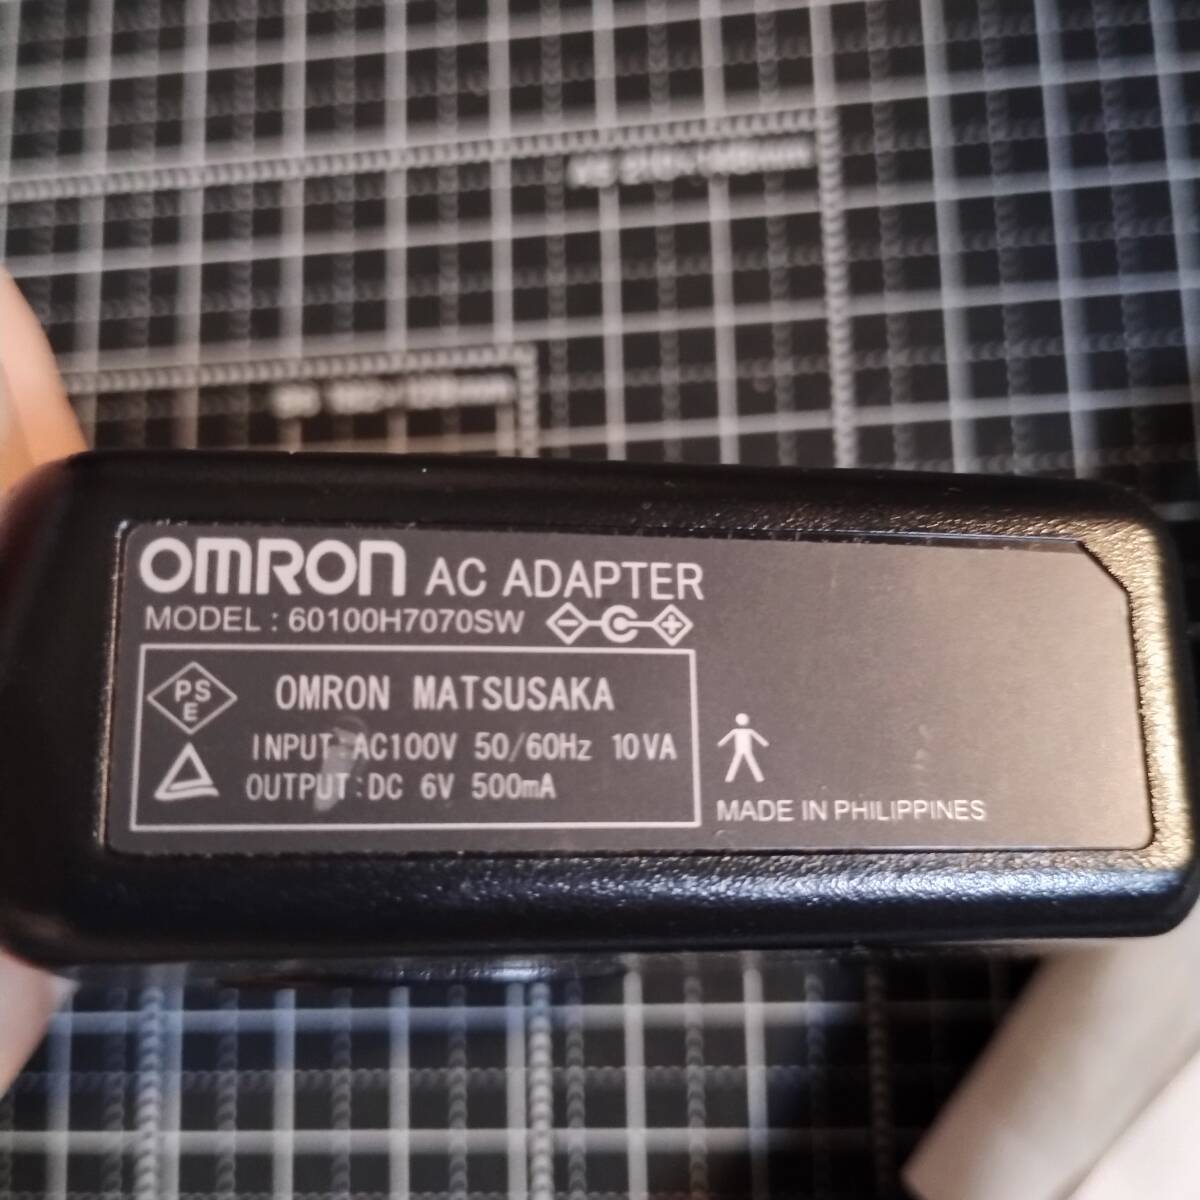 OMRON AC ADAPTER
MODEL : 60100H7070SW
PS
E
OMRON MATSUSAKA
INPUT:AC100V 50/60Hz 10VA
OUTPUT:DC 6V 500mA
MADE IN PHILIPPINES